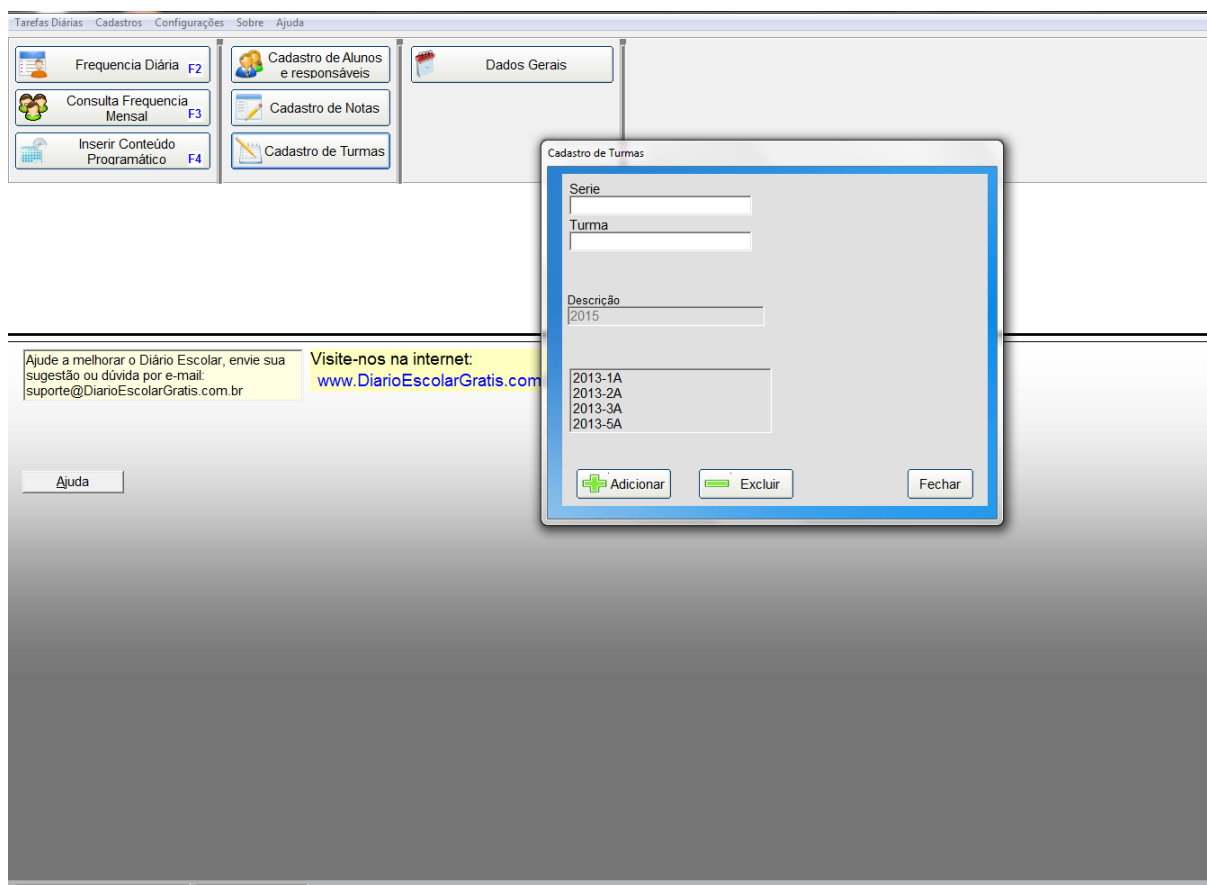 Tarefas Diárias Cadastros Configurações Sobre Ajuda
Frequencia Diária F2
Consulta Frequencia
Mensal F3
Inserir Conteúdo
Programático F4
Cadastro de Alunos
e responsáveis
Cadastro de Notas
Cadastro de Turmas
Dados Gerais
Cadastro de Turmas
Serie
Turma
Descrição
2015
2013-1A
2013-2A
2013-3A
2013-5A
Adicionar
Excluir
Fechar
Ajude a melhorar o Diário Escolar, envie sua
sugestão ou dúvida por e-mail:
suporte@DiarioEscolarGratis.com.br
Visite-nos na internet:
www.DiarioEscolarGratis.com
Ajuda